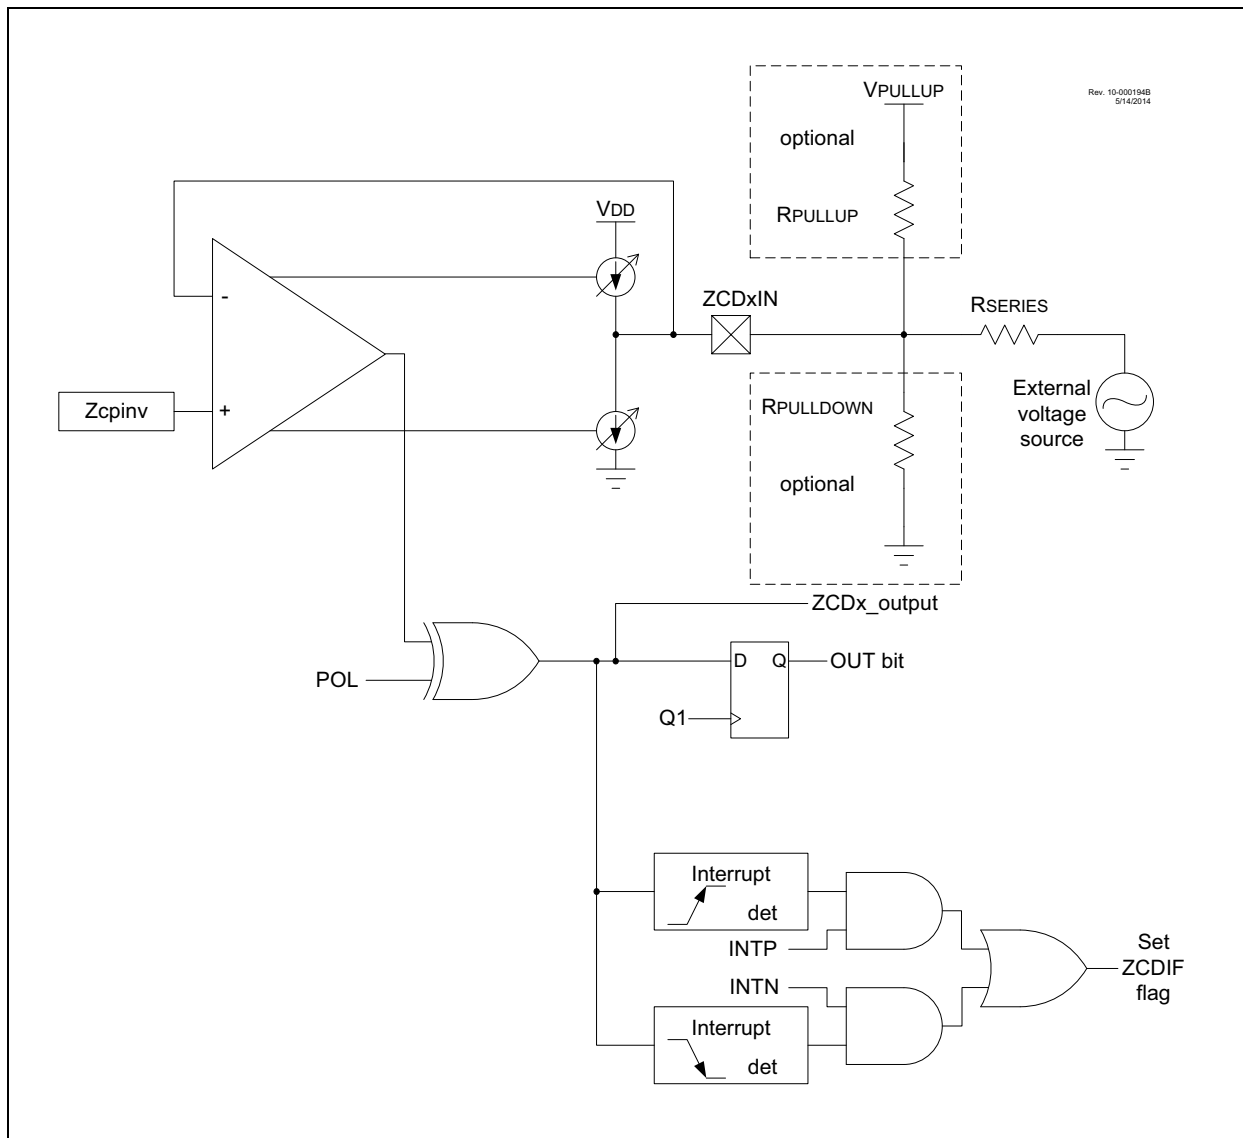 VPULLUP
Rev. 10-000194B
5/14/2014
optional
RPULLUP
VDD
-
ZCDxIN
RSERIES
Zcpinv
+
RPULLDOWN
External
voltage
source
optional
ZCDx_output
D Q
OUT bit
POL
Q1
Interrupt
det
INTP
Set
ZCDIF
flag
INTN
Interrupt
det